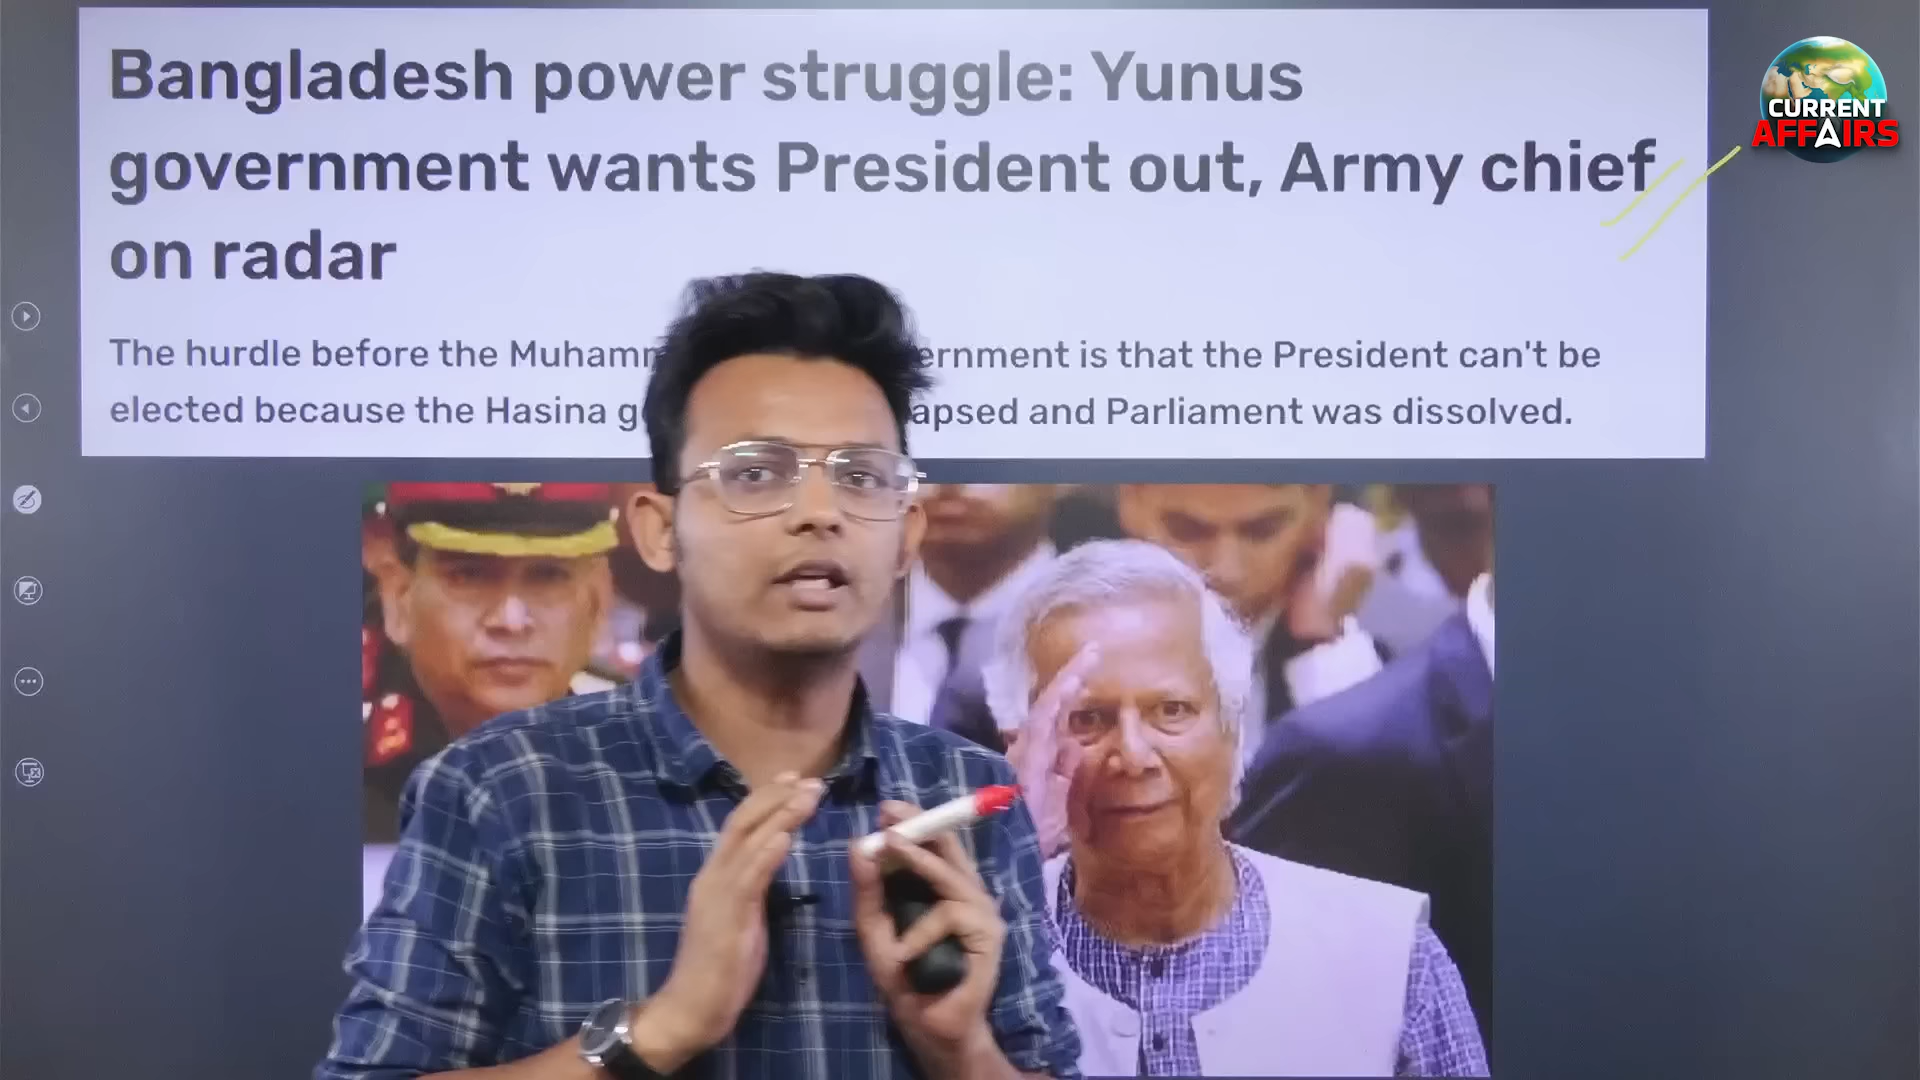 Bangladesh power struggle: Yunus
government wants President out, Army chief
on radar
The hurdle before the Muham ernment is that the President can't be
elected because the Hasina g apsed and Parliament was dissolved.
CURRENT
AFFAIRS